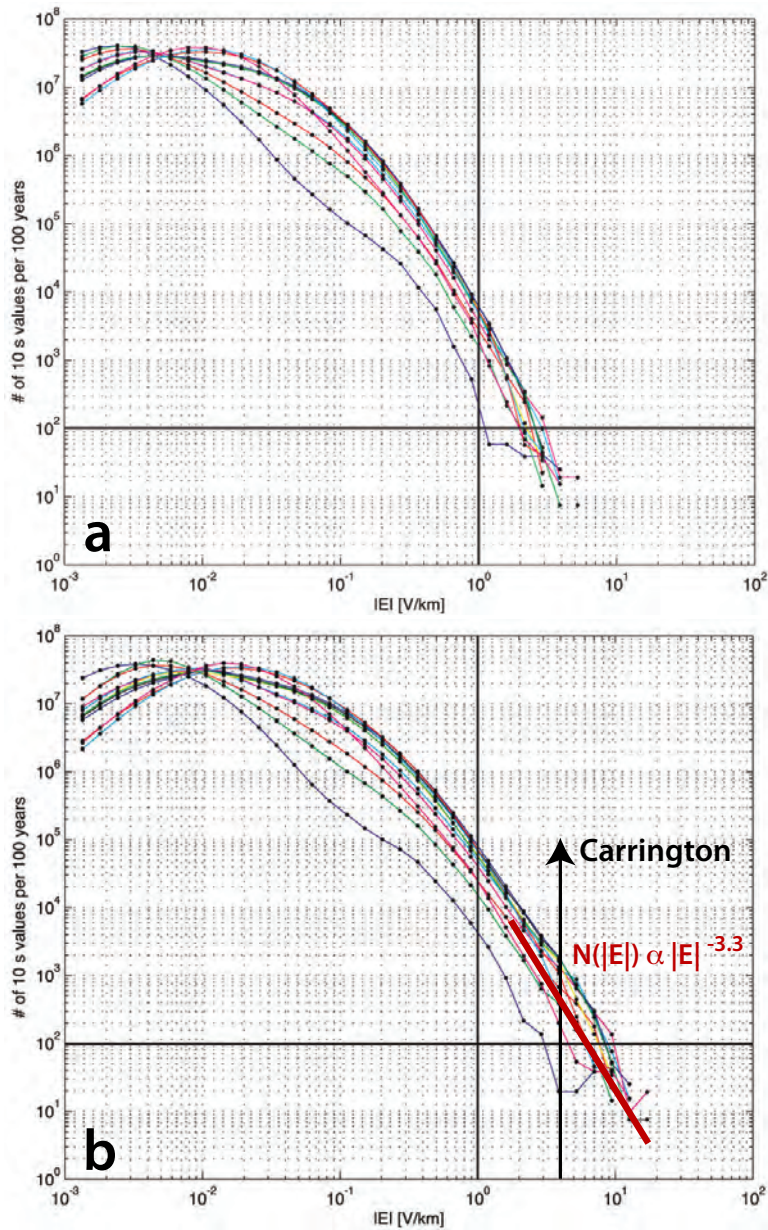 10^8
10^7
10^6
10^5
10^4
10^3
10^2
10^1
10^0
# of 10 s values per 100 years
a
10^-3 10^-2 10^-1 10^0 10^1 10^2
|E| [V/km]
10^8
10^7
10^6
10^5
10^4
10^3
10^2
10^1
10^0
# of 10 s values per 100 years
Carrington
N(|E|) α |E| ^-3.3
b
10^-3 10^-2 10^-1 10^0 10^1 10^2
|E| [V/km]